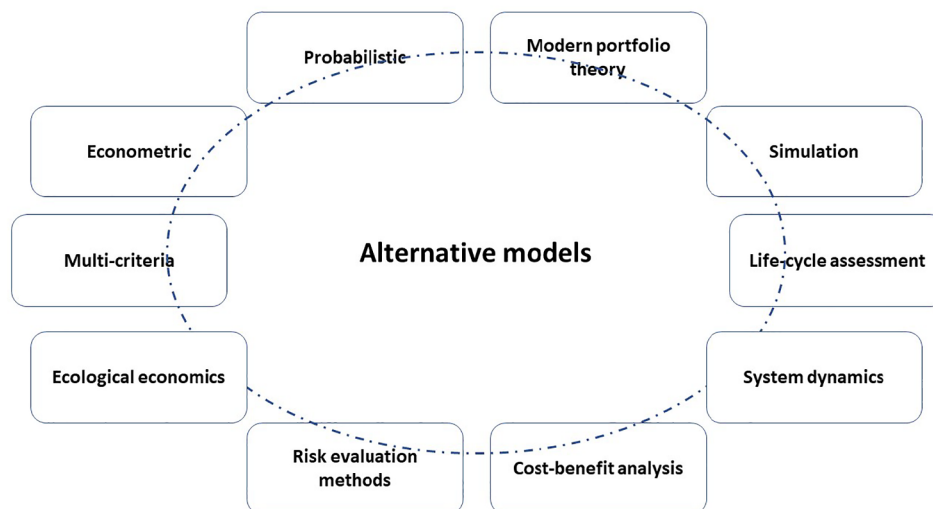 Probabilistic
Modern portfolio
theory
Econometric
Simulation
Multi-criteria
Alternative models
Life-cycle assessment
Ecological economics
System dynamics
Risk evaluation
methods
Cost-benefit analysis